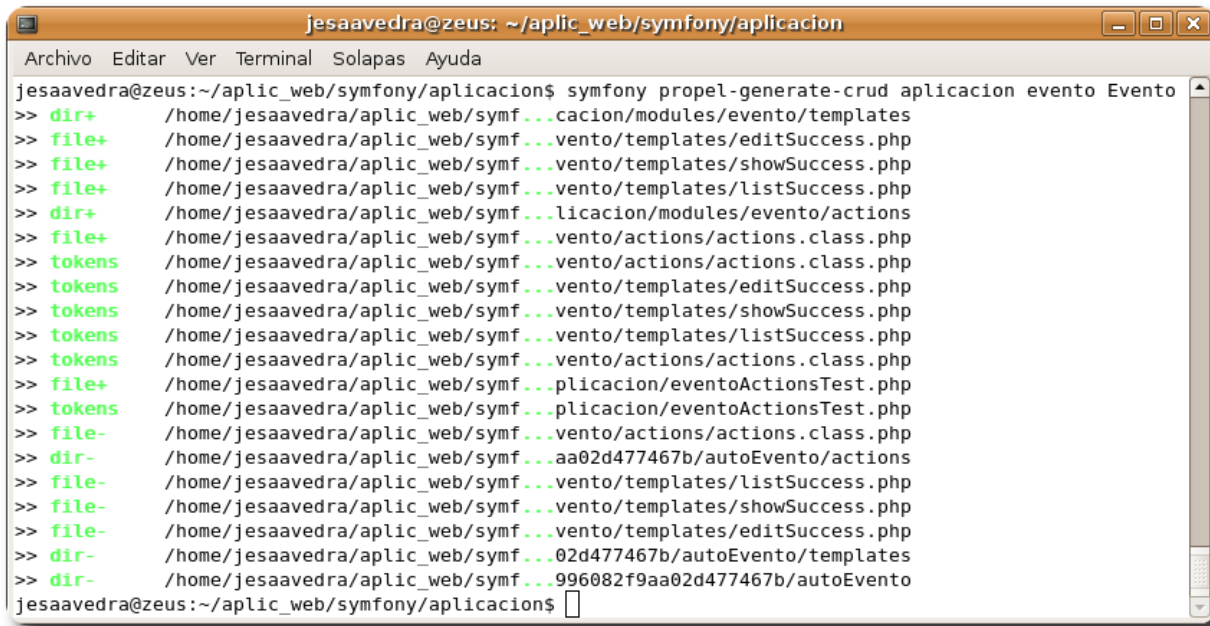 jesaavedra@zeus: ~/aplic_web/symfony/aplicacion
Archivo Editar Ver Terminal Solapas Ayuda
jesaavedra@zeus:~/aplic_web/symfony/aplicacion$ symfony propel-generate-crud aplicacion evento Evento
>> dir+ /home/jesaavedra/aplic_web/symf...cacion/modules/evento/templates
>> file+ /home/jesaavedra/aplic_web/symf...vento/templates/editSuccess.php
>> file+ /home/jesaavedra/aplic_web/symf...vento/templates/showSuccess.php
>> file+ /home/jesaavedra/aplic_web/symf...vento/templates/listSuccess.php
>> dir+ /home/jesaavedra/aplic_web/symf...licacion/modules/evento/actions
>> file+ /home/jesaavedra/aplic_web/symf...vento/actions/actions.class.php
>> tokens /home/jesaavedra/aplic_web/symf...vento/actions/actions.class.php
>> tokens /home/jesaavedra/aplic_web/symf...vento/templates/editSuccess.php
>> tokens /home/jesaavedra/aplic_web/symf...vento/templates/showSuccess.php
>> tokens /home/jesaavedra/aplic_web/symf...vento/templates/listSuccess.php
>> tokens /home/jesaavedra/aplic_web/symf...vento/actions/actions.class.php
>> file+ /home/jesaavedra/aplic_web/symf...plicacion/eventoActionsTest.php
>> tokens /home/jesaavedra/aplic_web/symf...plicacion/eventoActionsTest.php
>> file- /home/jesaavedra/aplic_web/symf...vento/actions/actions.class.php
>> dir- /home/jesaavedra/aplic_web/symf...aa02d477467b/autoEvento/actions
>> file- /home/jesaavedra/aplic_web/symf...vento/templates/listSuccess.php
>> file- /home/jesaavedra/aplic_web/symf...vento/templates/showSuccess.php
>> file- /home/jesaavedra/aplic_web/symf...vento/templates/editSuccess.php
>> dir- /home/jesaavedra/aplic_web/symf...02d477467b/autoEvento/templates
>> dir- /home/jesaavedra/aplic_web/symf...996082f9aa02d477467b/autoEvento
jesaavedra@zeus:~/aplic_web/symfony/aplicacion$